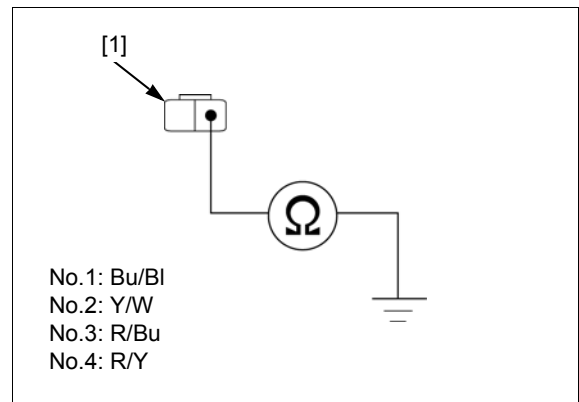 [1]
Ω
No.1: Bu/Bl
No.2: Y/W
No.3: R/Bu
No.4: R/Y